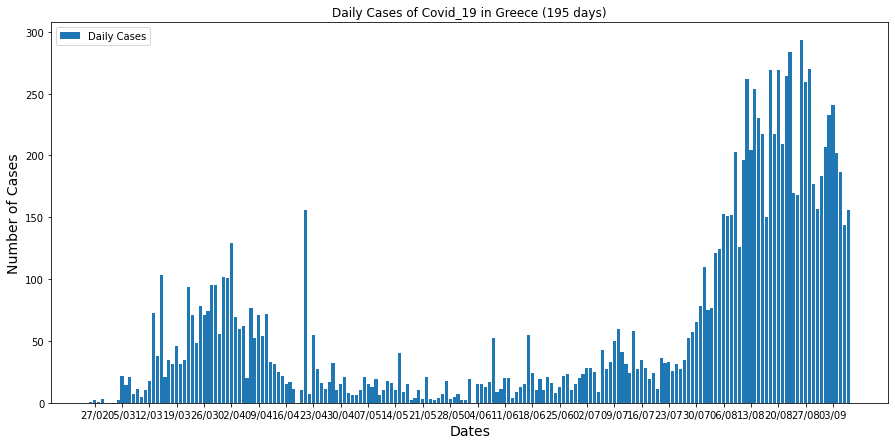 Daily Cases of Covid_19 in Greece (195 days)
Daily Cases
300
250
200
150
100
50
0
Number of Cases
27/02 05/03 12/03 19/03 26/03 02/04 09/04 16/04 23/04 30/04 07/05 14/05 21/05 28/05 04/06 11/06 18/06 25/06 02/07 09/07 16/07 23/07 30/07 06/08 13/08 20/08 27/08 03/09
Dates